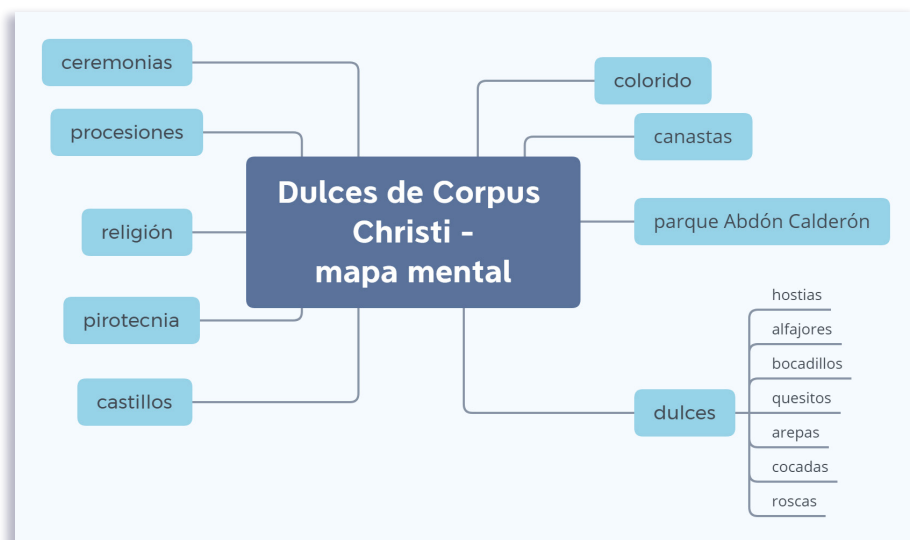 ceremonias
procesiones
religión
pirotecnia
castillos
Dulces de Corpus
Christi -
mapa mental
colorido
canastas
parque Abdón Calderón
dulces
hostias
alfajores
bocadillos
quesitos
arepas
cocadas
roscas